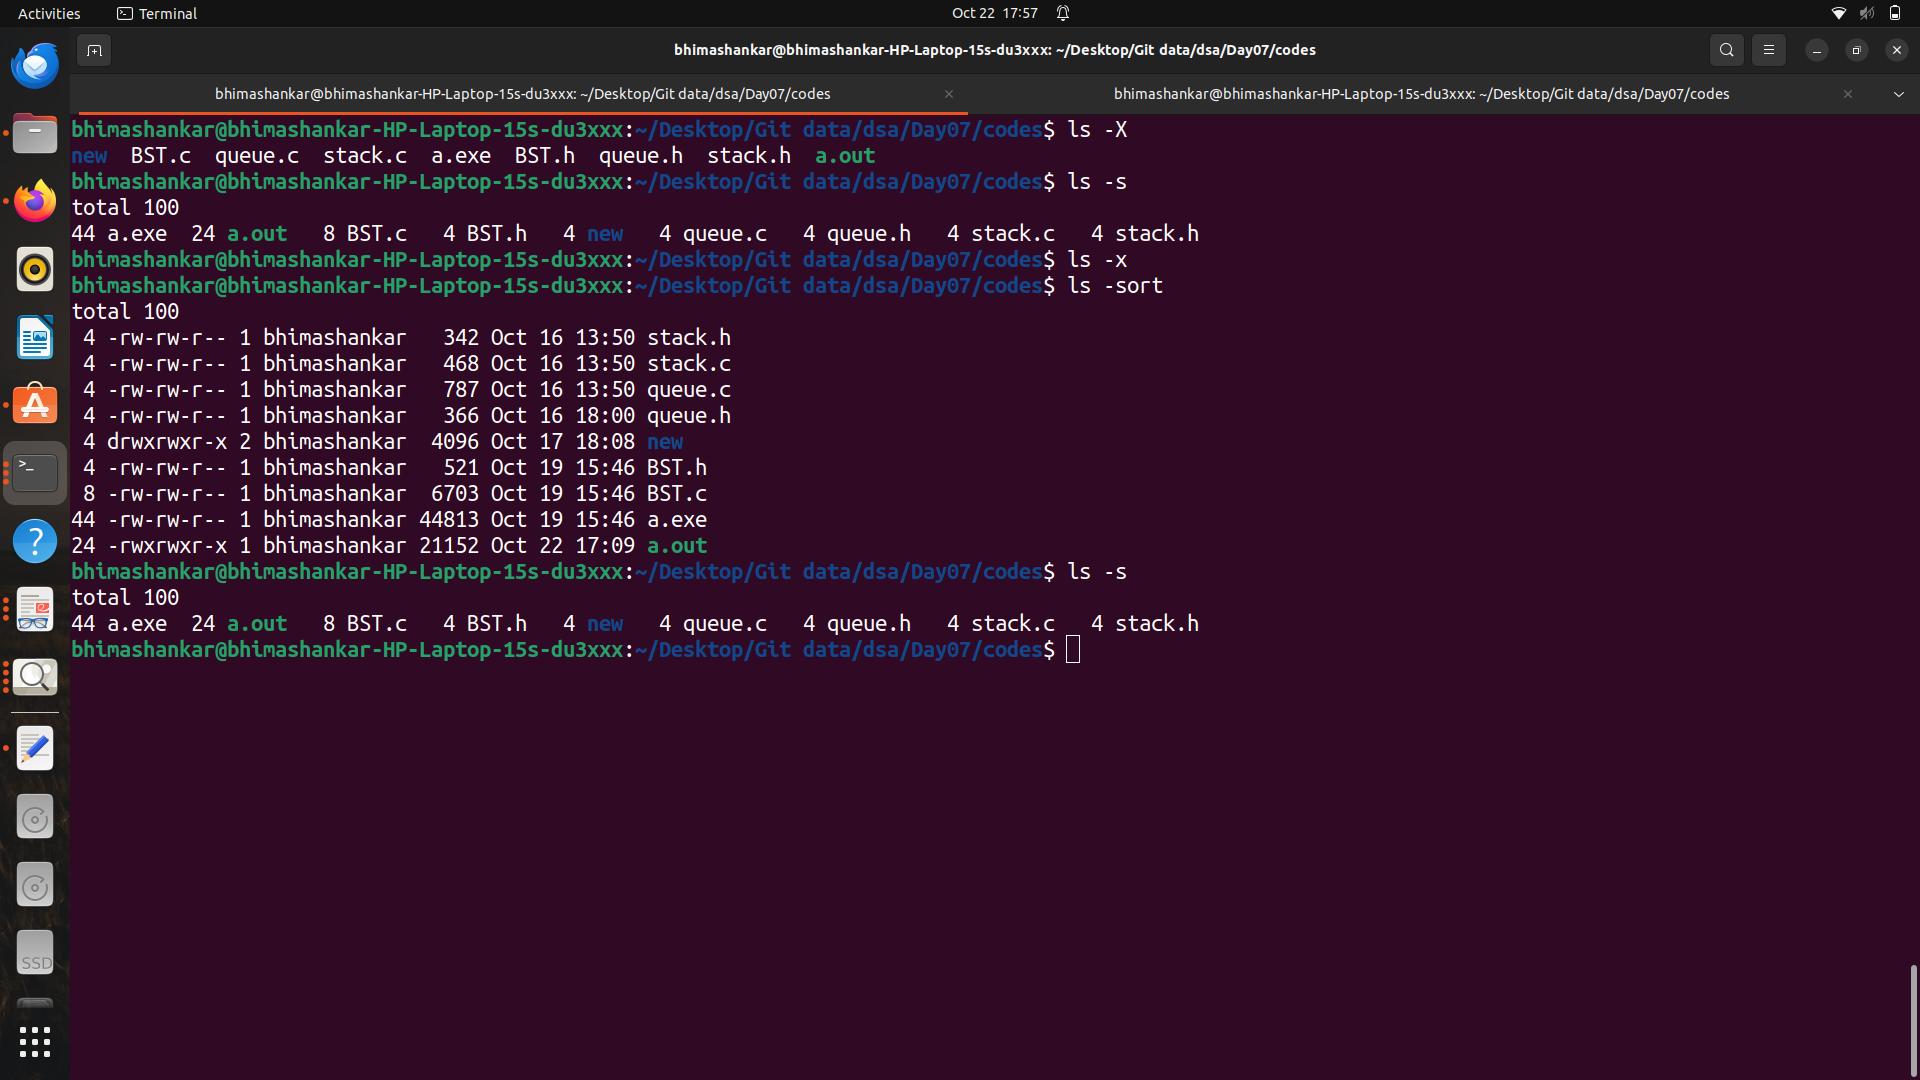 Activities Terminal Oct 22 17:57
bhimashankar@bhimashankar-HP-Laptop-15s-du3xxx: ~/Desktop/Git data/dsa/Day07/codes
bhimashankar@bhimashankar-HP-Laptop-15s-du3xxx: ~/Desktop/Git data/dsa/Day07/codes bhimashankar@bhimashankar-HP-Laptop-15s-du3xxx: ~/Desktop/Git data/dsa/Day07/codes
bhimashankar@bhimashankar-HP-Laptop-15s-du3xxx:~/Desktop/Git data/dsa/Day07/codes$ ls -X
new  BST.c  queue.c  stack.c  a.exe  BST.h  queue.h  stack.h  a.out
bhimashankar@bhimashankar-HP-Laptop-15s-du3xxx:~/Desktop/Git data/dsa/Day07/codes$ ls -s
total 100
44 a.exe  24 a.out   8 BST.c   4 BST.h   4 new   4 queue.c   4 queue.h   4 stack.c   4 stack.h
bhimashankar@bhimashankar-HP-Laptop-15s-du3xxx:~/Desktop/Git data/dsa/Day07/codes$ ls -x
bhimashankar@bhimashankar-HP-Laptop-15s-du3xxx:~/Desktop/Git data/dsa/Day07/codes$ ls -sort
total 100
 4 -rw-rw-r-- 1 bhimashankar   342 Oct 16 13:50 stack.h
 4 -rw-rw-r-- 1 bhimashankar   468 Oct 16 13:50 stack.c
 4 -rw-rw-r-- 1 bhimashankar   787 Oct 16 13:50 queue.c
 4 -rw-rw-r-- 1 bhimashankar   366 Oct 16 18:00 queue.h
 4 drwxrwxr-x 2 bhimashankar  4096 Oct 17 18:08 new
 4 -rw-rw-r-- 1 bhimashankar   521 Oct 19 15:46 BST.h
 8 -rw-rw-r-- 1 bhimashankar  6703 Oct 19 15:46 BST.c
44 -rw-rw-r-- 1 bhimashankar 44813 Oct 19 15:46 a.exe
24 -rwxrwxr-x 1 bhimashankar 21152 Oct 22 17:09 a.out
bhimashankar@bhimashankar-HP-Laptop-15s-du3xxx:~/Desktop/Git data/dsa/Day07/codes$ ls -s
total 100
44 a.exe  24 a.out   8 BST.c   4 BST.h   4 new   4 queue.c   4 queue.h   4 stack.c   4 stack.h
bhimashankar@bhimashankar-HP-Laptop-15s-du3xxx:~/Desktop/Git data/dsa/Day07/codes$
SSD